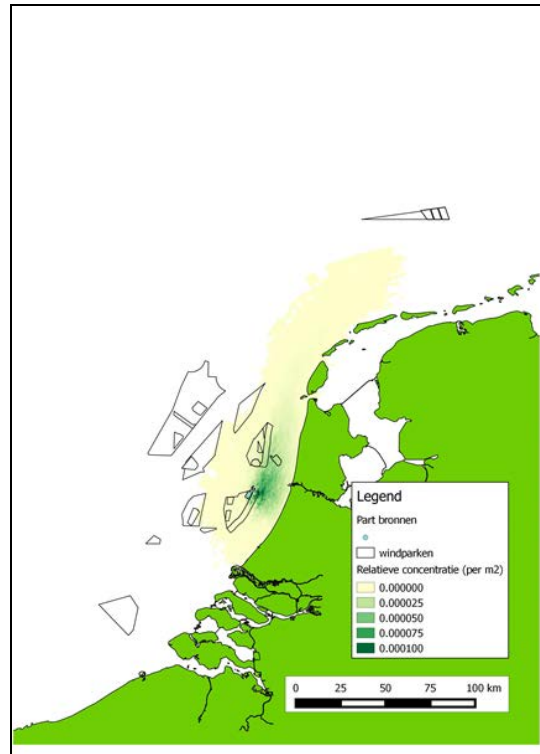 Legend
Part bronnen
windparken
Relatieve concentratie (per m2)
0.000000
0.000025
0.000050
0.000075
0.000100
0 25 50 75 100 km